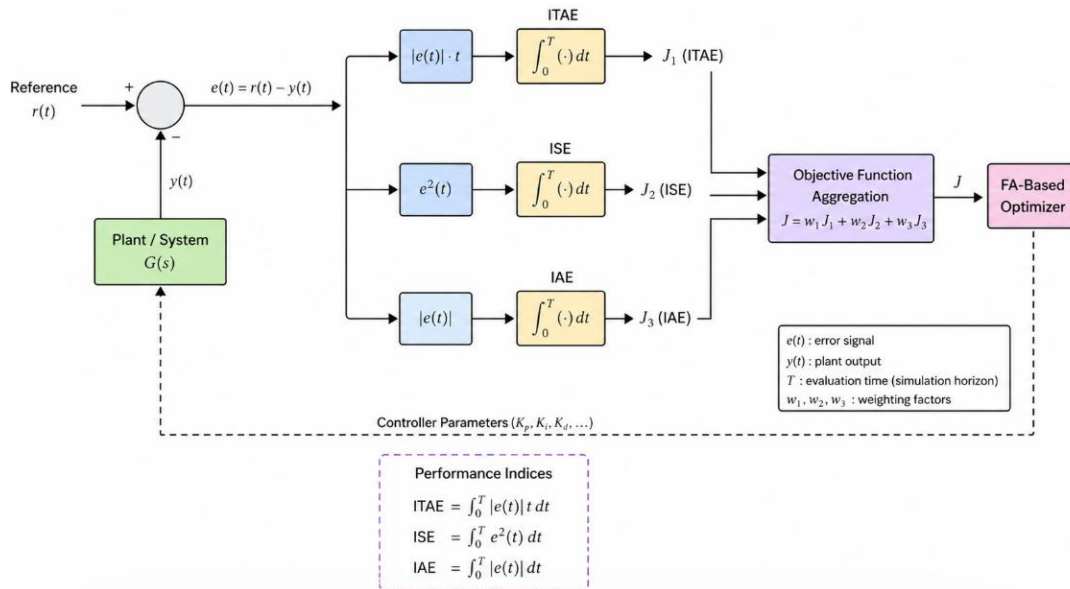 ITAE
|e(t)| · t
∫₀ᵀ (·) dt
J₁ (ITAE)
Reference
r(t)
+
−
e(t) = r(t) − y(t)
y(t)
Plant / System
G(s)
ISE
e²(t)
∫₀ᵀ (·) dt
J₂ (ISE)
IAE
|e(t)|
∫₀ᵀ (·) dt
J₃ (IAE)
Objective Function
Aggregation
J = w₁J₁ + w₂J₂ + w₃J₃
J
FA-Based
Optimizer
e(t) : error signal
y(t) : plant output
T : evaluation time (simulation horizon)
w₁, w₂, w₃ : weighting factors
Controller Parameters (Kₚ, Kᵢ, K_d, …)
Performance Indices
ITAE = ∫₀ᵀ |e(t)| t dt
ISE = ∫₀ᵀ e²(t) dt
IAE = ∫₀ᵀ |e(t)| dt